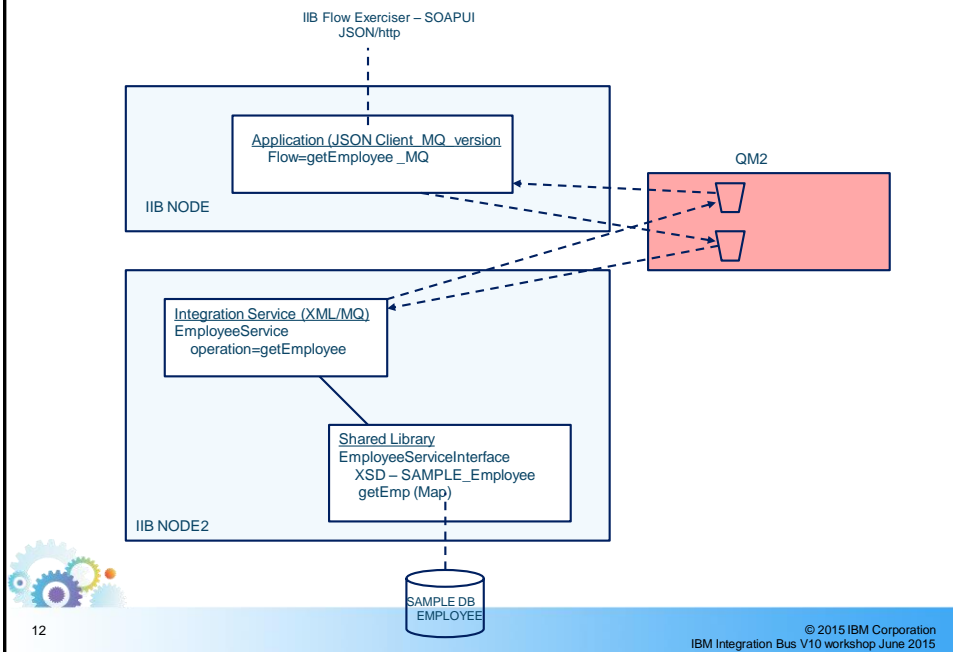 IIB Flow Exerciser – SOAPUI
JSON/http
Application (JSON Client_MQ_version
Flow=getEmployee _MQ
IIB NODE
QM2
Integration Service (XML/MQ)
EmployeeService
operation=getEmployee
Shared Library
EmployeeServiceInterface
XSD – SAMPLE_Employee
getEmp (Map)
IIB NODE2
SAMPLE DB
EMPLOYEE
12
© 2015 IBM Corporation
IBM Integration Bus V10 workshop June 2015